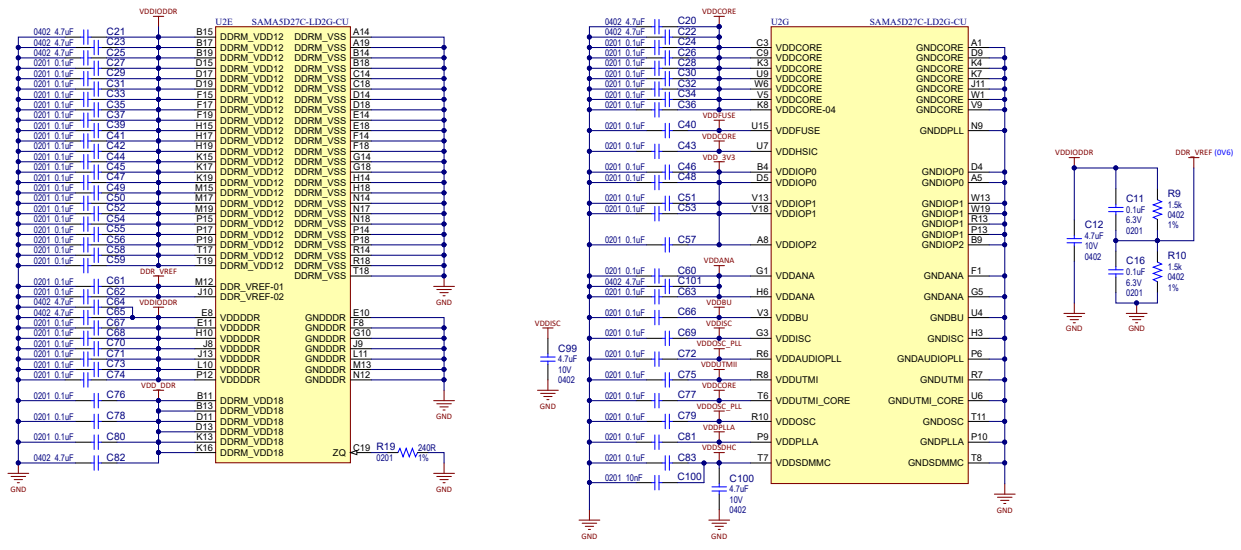 VDDIODDR
U2E SAMA5D27C-LD2G-CU
0402 4.7uF C21 B15 DDRM_VDD12 DDRM_VSS A14
0402 4.7uF C23 B17 DDRM_VDD12 DDRM_VSS A19
0402 4.7uF C25 B19 DDRM_VDD12 DDRM_VSS B14
0201 0.1uF C27 D15 DDRM_VDD12 DDRM_VSS B18
0201 0.1uF C29 D17 DDRM_VDD12 DDRM_VSS C14
0201 0.1uF C31 D19 DDRM_VDD12 DDRM_VSS C18
0201 0.1uF C33 F15 DDRM_VDD12 DDRM_VSS D14
0201 0.1uF C35 F17 DDRM_VDD12 DDRM_VSS D18
0201 0.1uF C37 F19 DDRM_VDD12 DDRM_VSS E14
0201 0.1uF C39 H15 DDRM_VDD12 DDRM_VSS E18
0201 0.1uF C41 H17 DDRM_VDD12 DDRM_VSS F14
0201 0.1uF C42 H19 DDRM_VDD12 DDRM_VSS F18
0201 0.1uF C44 K15 DDRM_VDD12 DDRM_VSS G14
0201 0.1uF C45 K17 DDRM_VDD12 DDRM_VSS G18
0201 0.1uF C47 K19 DDRM_VDD12 DDRM_VSS H14
0201 0.1uF C49 M15 DDRM_VDD12 DDRM_VSS H18
0201 0.1uF C50 M17 DDRM_VDD12 DDRM_VSS N14
0201 0.1uF C52 M19 DDRM_VDD12 DDRM_VSS N17
0201 0.1uF C54 P15 DDRM_VDD12 DDRM_VSS N18
0201 0.1uF C55 P17 DDRM_VDD12 DDRM_VSS P14
0201 0.1uF C56 P19 DDRM_VDD12 DDRM_VSS P18
0201 0.1uF C58 T17 DDRM_VDD12 DDRM_VSS R14
0201 0.1uF C59 T19 DDRM_VDD12 DDRM_VSS R18
DDRM_VSS T18
DDR_VREF
0201 0.1uF C61 M12 DDR_VREF-01
0201 0.1uF C62 J10 DDR_VREF-02
GND
0402 4.7uF C64 VDDIODDR
0402 4.7uF C65 E8 VDDDDR GNDDDR E10
0201 0.1uF C67 E11 VDDDDR GNDDDR F8
0201 0.1uF C68 H10 VDDDDR GNDDDR G10
0201 0.1uF C70 J8 VDDDDR GNDDDR J9
0201 0.1uF C71 J13 VDDDDR GNDDDR L11
0201 0.1uF C73 L10 VDDDDR GNDDDR M13
0201 0.1uF C74 P12 VDDDDR GNDDDR N12
VDD_DDR
0201 0.1uF C76 B11 DDRM_VDD18
GND
B13 DDRM_VDD18
0201 0.1uF C78 D11 DDRM_VDD18
D13 DDRM_VDD18
0201 0.1uF C80 K13 DDRM_VDD18
0402 4.7uF C82 K16 DDRM_VDD18 ZQ C19 R19 240R
0201 1%
GND
GND
VDDISC
C99
4.7uF
10V
0402
GND
VDDCORE
U2G SAMA5D27C-LD2G-CU
0402 4.7uF C20
0402 4.7uF C22
0201 0.1uF C24 C3 VDDCORE GNDCORE A1
0201 0.1uF C26 C9 VDDCORE GNDCORE D9
0201 0.1uF C28 K3 VDDCORE GNDCORE K4
0201 0.1uF C30 U9 VDDCORE GNDCORE K7
0201 0.1uF C32 W6 VDDCORE GNDCORE J11
0201 0.1uF C34 V5 VDDCORE GNDCORE W1
0201 0.1uF C36 K8 VDDCORE-04 GNDCORE V9
VDDFUSE
0201 0.1uF C40 U15 VDDFUSE GNDDPLL N9
VDDCORE
0201 0.1uF C43 U7 VDDHSIC
VDD_3V3
0201 0.1uF C46 B4 VDDIOP0 GNDIOP0 D4
0201 0.1uF C48 D5 VDDIOP0 GNDIOP0 A5
0201 0.1uF C51 V13 VDDIOP1 GNDIOP1 W13
0201 0.1uF C53 V18 VDDIOP1 GNDIOP1 W19
GNDIOP1 R13
GNDIOP1 P13
0201 0.1uF C57 A8 VDDIOP2 GNDIOP2 B9
VDDANA
0201 0.1uF C60 G1 VDDANA GNDANA F1
0402 4.7uF C101
0201 0.1uF C63 H6 VDDANA GNDANA G5
VDDBU
0201 0.1uF C66 V3 VDDBU GNDBU U4
VDDISC
0201 0.1uF C69 G3 VDDISC GNDISC H3
VDDOSC_PLL
0201 0.1uF C72 R6 VDDAUDIOPLL GNDAUDIOPLL P6
VDDUTMII
0201 0.1uF C75 R8 VDDUTMI GNDUTMI R7
VDDCORE
0201 0.1uF C77 T6 VDDUTMI_CORE GNDUTMI_CORE U6
VDDOSC_PLL
0201 0.1uF C79 R10 VDDOSC GNDOSC T11
VDDPLLA
0201 0.1uF C81 P9 VDDPLLA GNDPLLA P10
VDDSDHC
0201 0.1uF C83 T7 VDDSDMMC GNDSDMMC T8
0201 10nF C100
C100
4.7uF
10V
0402
GND
GND
GND
VDDIODDR
DDR_VREF (0V6)
C12
4.7uF
10V
0402
C11
0.1uF
6.3V
0201
R9
1.5k
0402
1%
C16
0.1uF
6.3V
0201
R10
1.5k
0402
1%
GND
GND